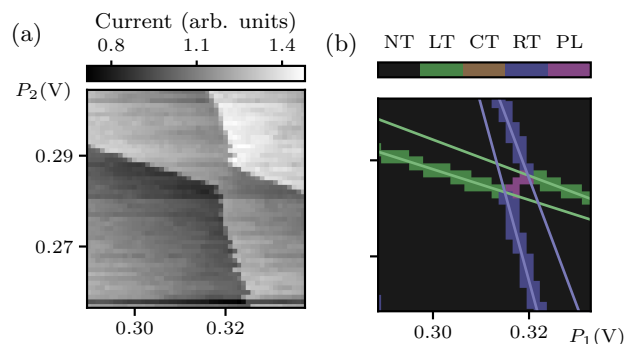 (a)
Current (arb. units)
0.8 1.1 1.4
P₂(V)
0.29
0.27
0.30 0.32
(b)
NT LT CT RT PL
0.30 0.32 P₁(V)